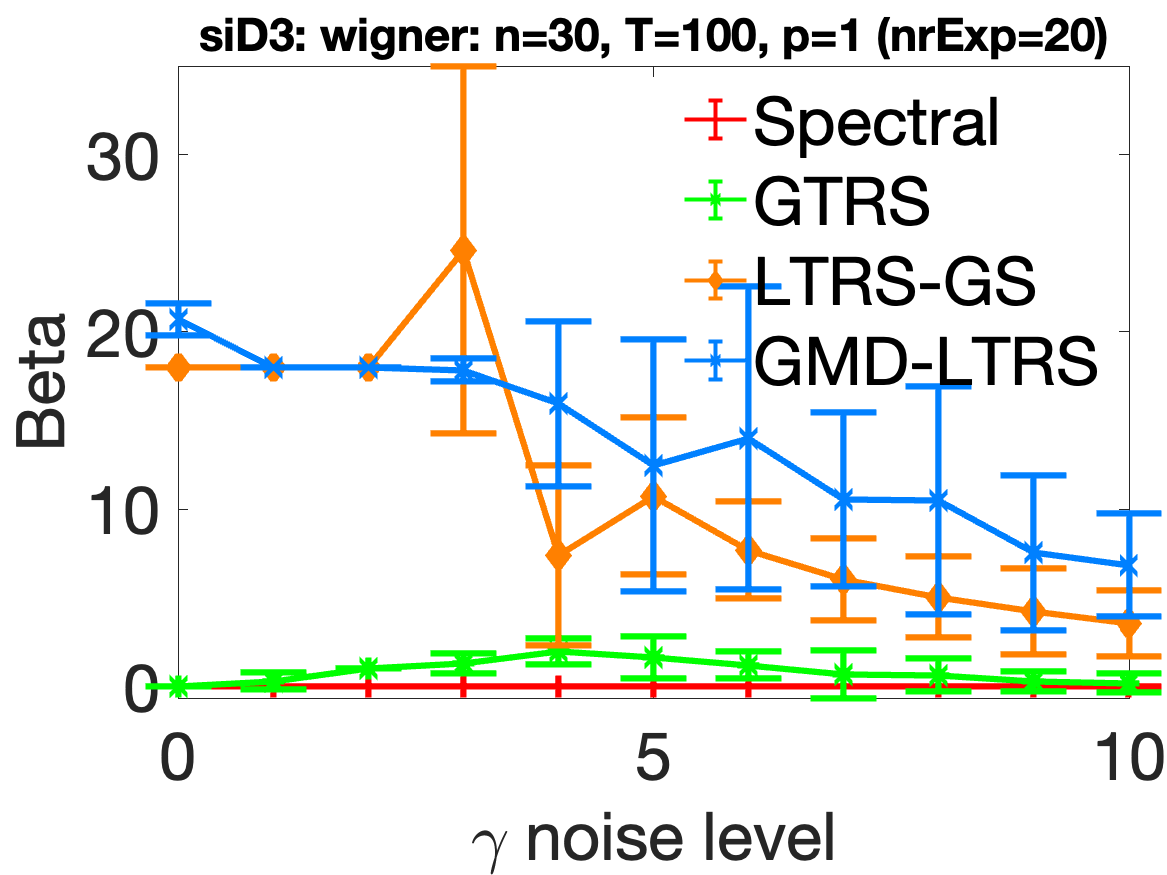 siD3: wigner: n=30, T=100, p=1 (nrExp=20)
Spectral
GTRS
LTRS-GS
GMD-LTRS
30
20
10
0
Beta
0 5 10
γ noise level